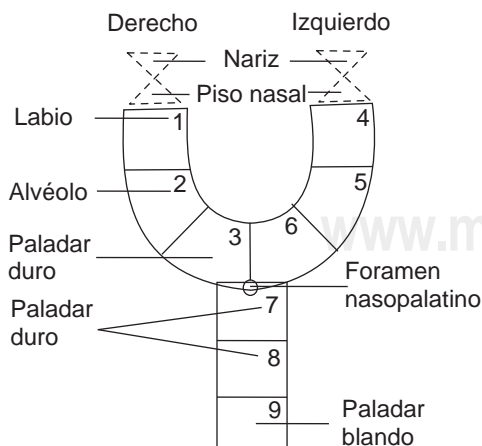 Derecho Izquierdo
Nariz
Piso nasal
Labio 1 4
Alvéolo 2 5
3 6
www.m
Paladar
duro
Foramen
nasopalatino
Paladar
duro
7
8
9
Paladar
blando